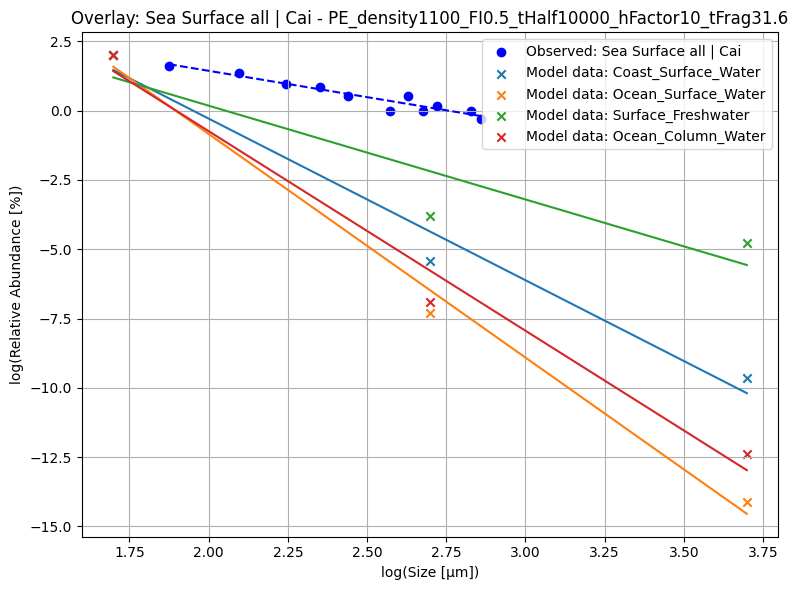 Overlay: Sea Surface all | Cai - PE_density1100_FI0.5_tHalf10000_hFactor10_tFrag31.6
Observed: Sea Surface all | Cai
Model data: Coast_Surface_Water
Model data: Ocean_Surface_Water
Model data: Surface_Freshwater
Model data: Ocean_Column_Water
log(Relative Abundance [%])
2.5
0.0
−2.5
−5.0
−7.5
−10.0
−12.5
−15.0
1.75 2.00 2.25 2.50 2.75 3.00 3.25 3.50 3.75
log(Size [µm])